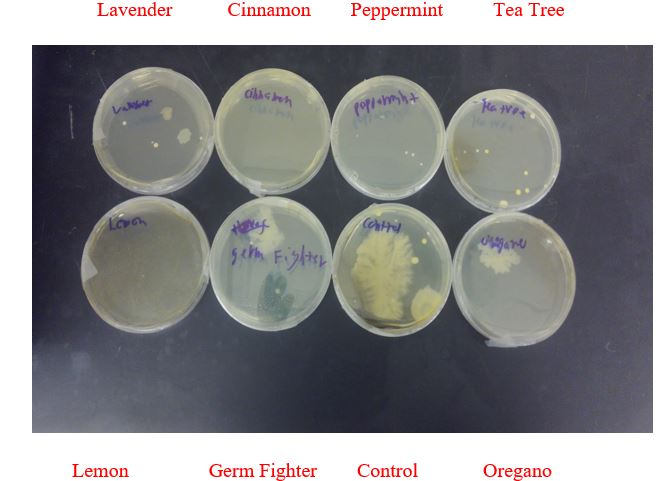 Lavender Cinnamon Peppermint Tea Tree
Lavender cinnamon peppermint tea tree
Lemon
germ Fighter
control
oregano
Lemon Germ Fighter Control Oregano